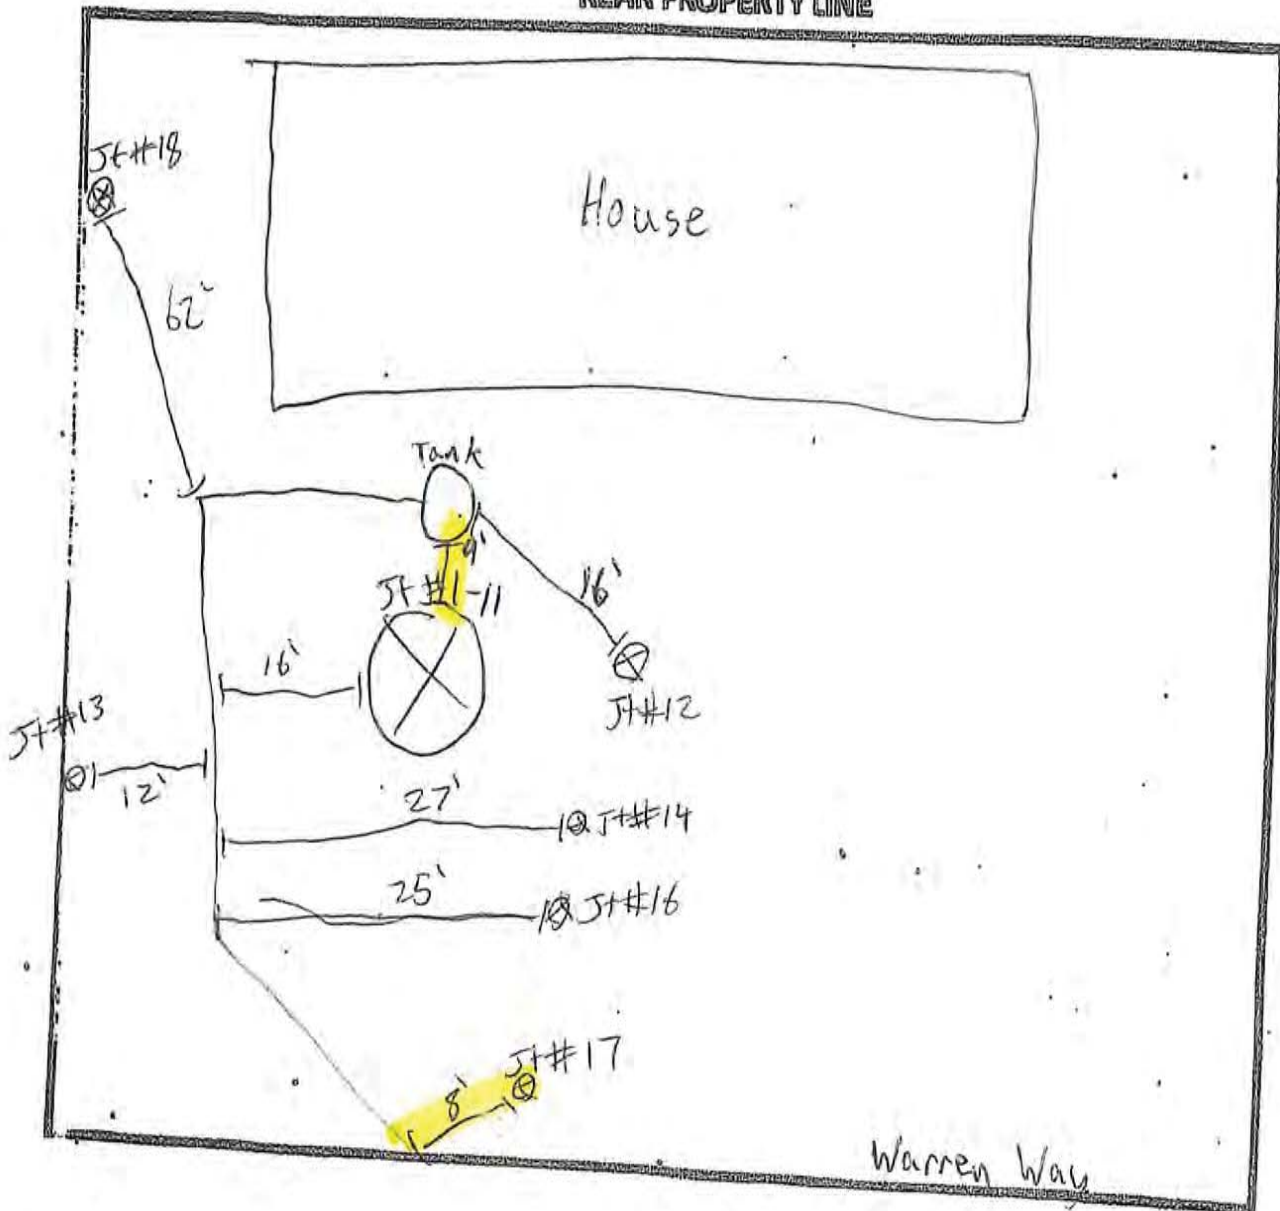 REAR PROPERTY LINE
Jt#18
House
62'
Tank
9'
Jt#1-11
16'
16'
Jt#12
Jt#13
12'
27'
Jt#14
25'
Jt#16
Jt#17
8'
Warren Way